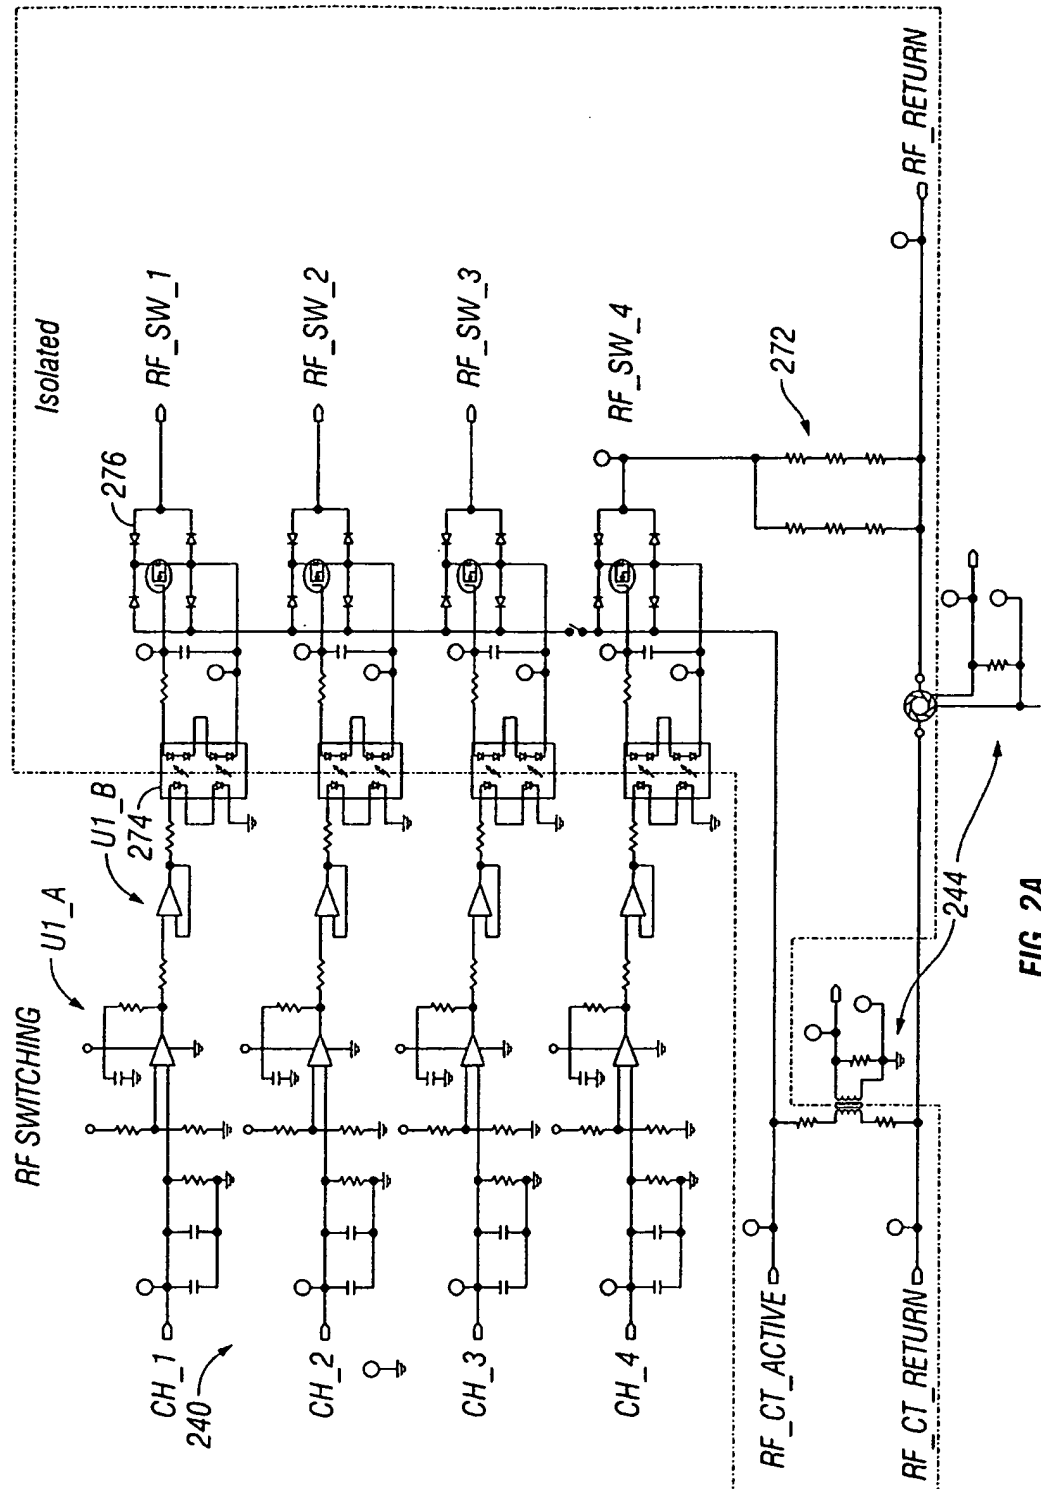 RF SWITCHING
Isolated
U1_A
U1_B
274
276
CH_1
RF_SW_1
240
CH_2
RF_SW_2
CH_3
RF_SW_3
CH_4
RF_SW_4
272
RF_CT_ACTIVE
RF_CT_RETURN
RF_RETURN
244
FIG. 2A